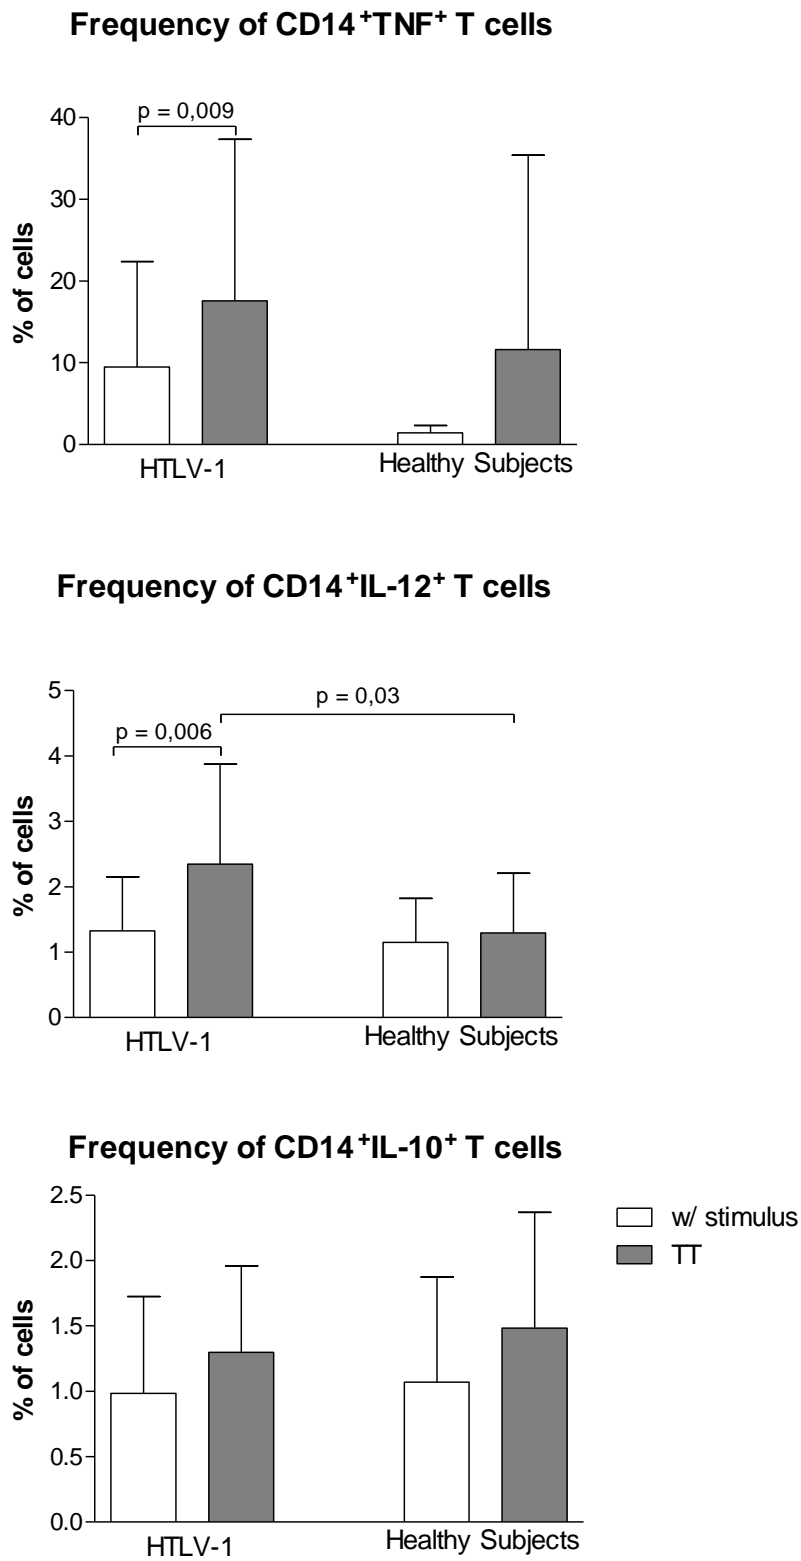 Frequency of CD14⁺TNF⁺ T cells
p = 0,009
40
30
20
10
0
% of cells
HTLV-1
Healthy Subjects
Frequency of CD14⁺IL-12⁺ T cells
p = 0,03
p = 0,006
5
4
3
2
1
0
% of cells
HTLV-1
Healthy Subjects
Frequency of CD14⁺IL-10⁺ T cells
2.5
2.0
1.5
1.0
0.5
0.0
% of cells
HTLV-1
Healthy Subjects
w/ stimulus
TT